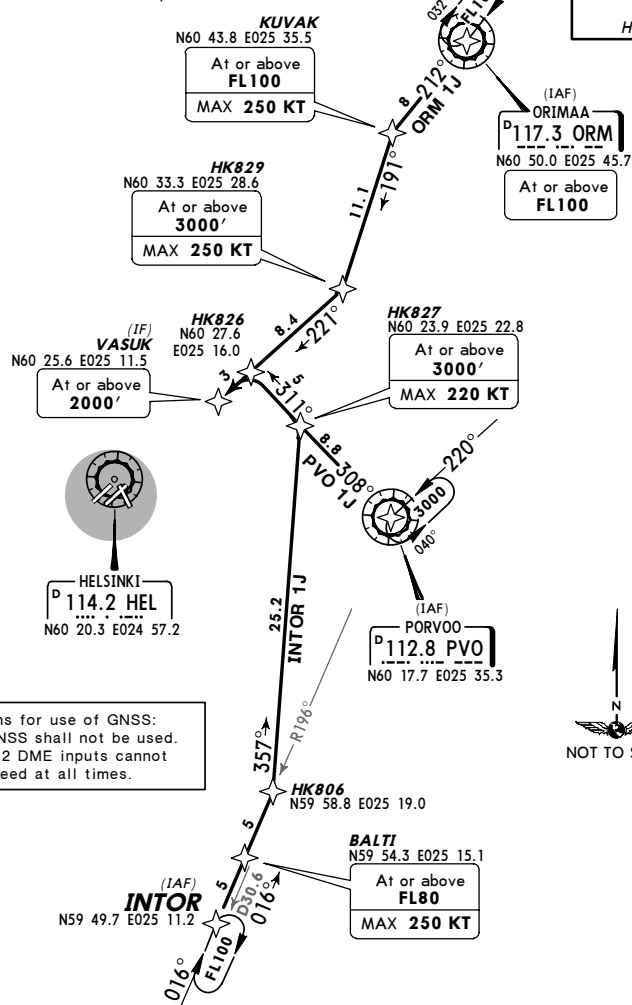 KUVAK
N60 43.8 E025 35.5
At or above
FL100
MAX 250 KT
032°
FL10
H
8
212°
ORM 1J
(IAF)
ORIMAA
D 117.3 ORM
N60 50.0 E025 45.7
At or above
FL100
191°
11.1
HK829
N60 33.3 E025 28.6
At or above
3000'
MAX 250 KT
8.4
221°
HK826
N60 27.6
E025 16.0
(IF)
VASUK
N60 25.6 E025 11.5
At or above
2000'
3
5
311°
HK827
N60 23.9 E025 22.8
At or above
3000'
MAX 220 KT
8.8
308°
PVO 1J
220°
3000
040°
(IAF)
PORVOO
D 112.8 PVO
N60 17.7 E025 35.3
HELSINKI
D 114.2 HEL
N60 20.3 E024 57.2
25.2
INTOR 1J
R196°
357°
ns for use of GNSS:
NSS shall not be used.
2 DME inputs cannot
eed at all times.
N
NOT TO S
HK806
N59 58.8 E025 19.0
5
BALTI
N59 54.3 E025 15.1
At or above
FL80
MAX 250 KT
5
D30.6
016°
(IAF)
INTOR
N59 49.7 E025 11.2
FL100
016°